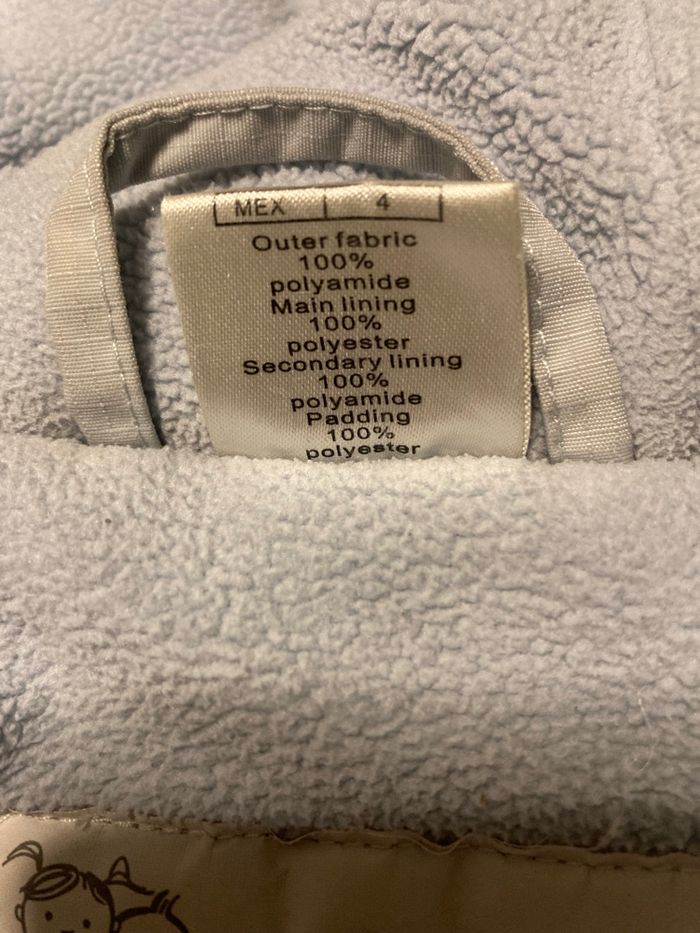 MEX 4
Outer fabric
100%
polyamide
Main lining
100%
polyester
Secondary lining
100%
polyamide
Padding
100%
polyester